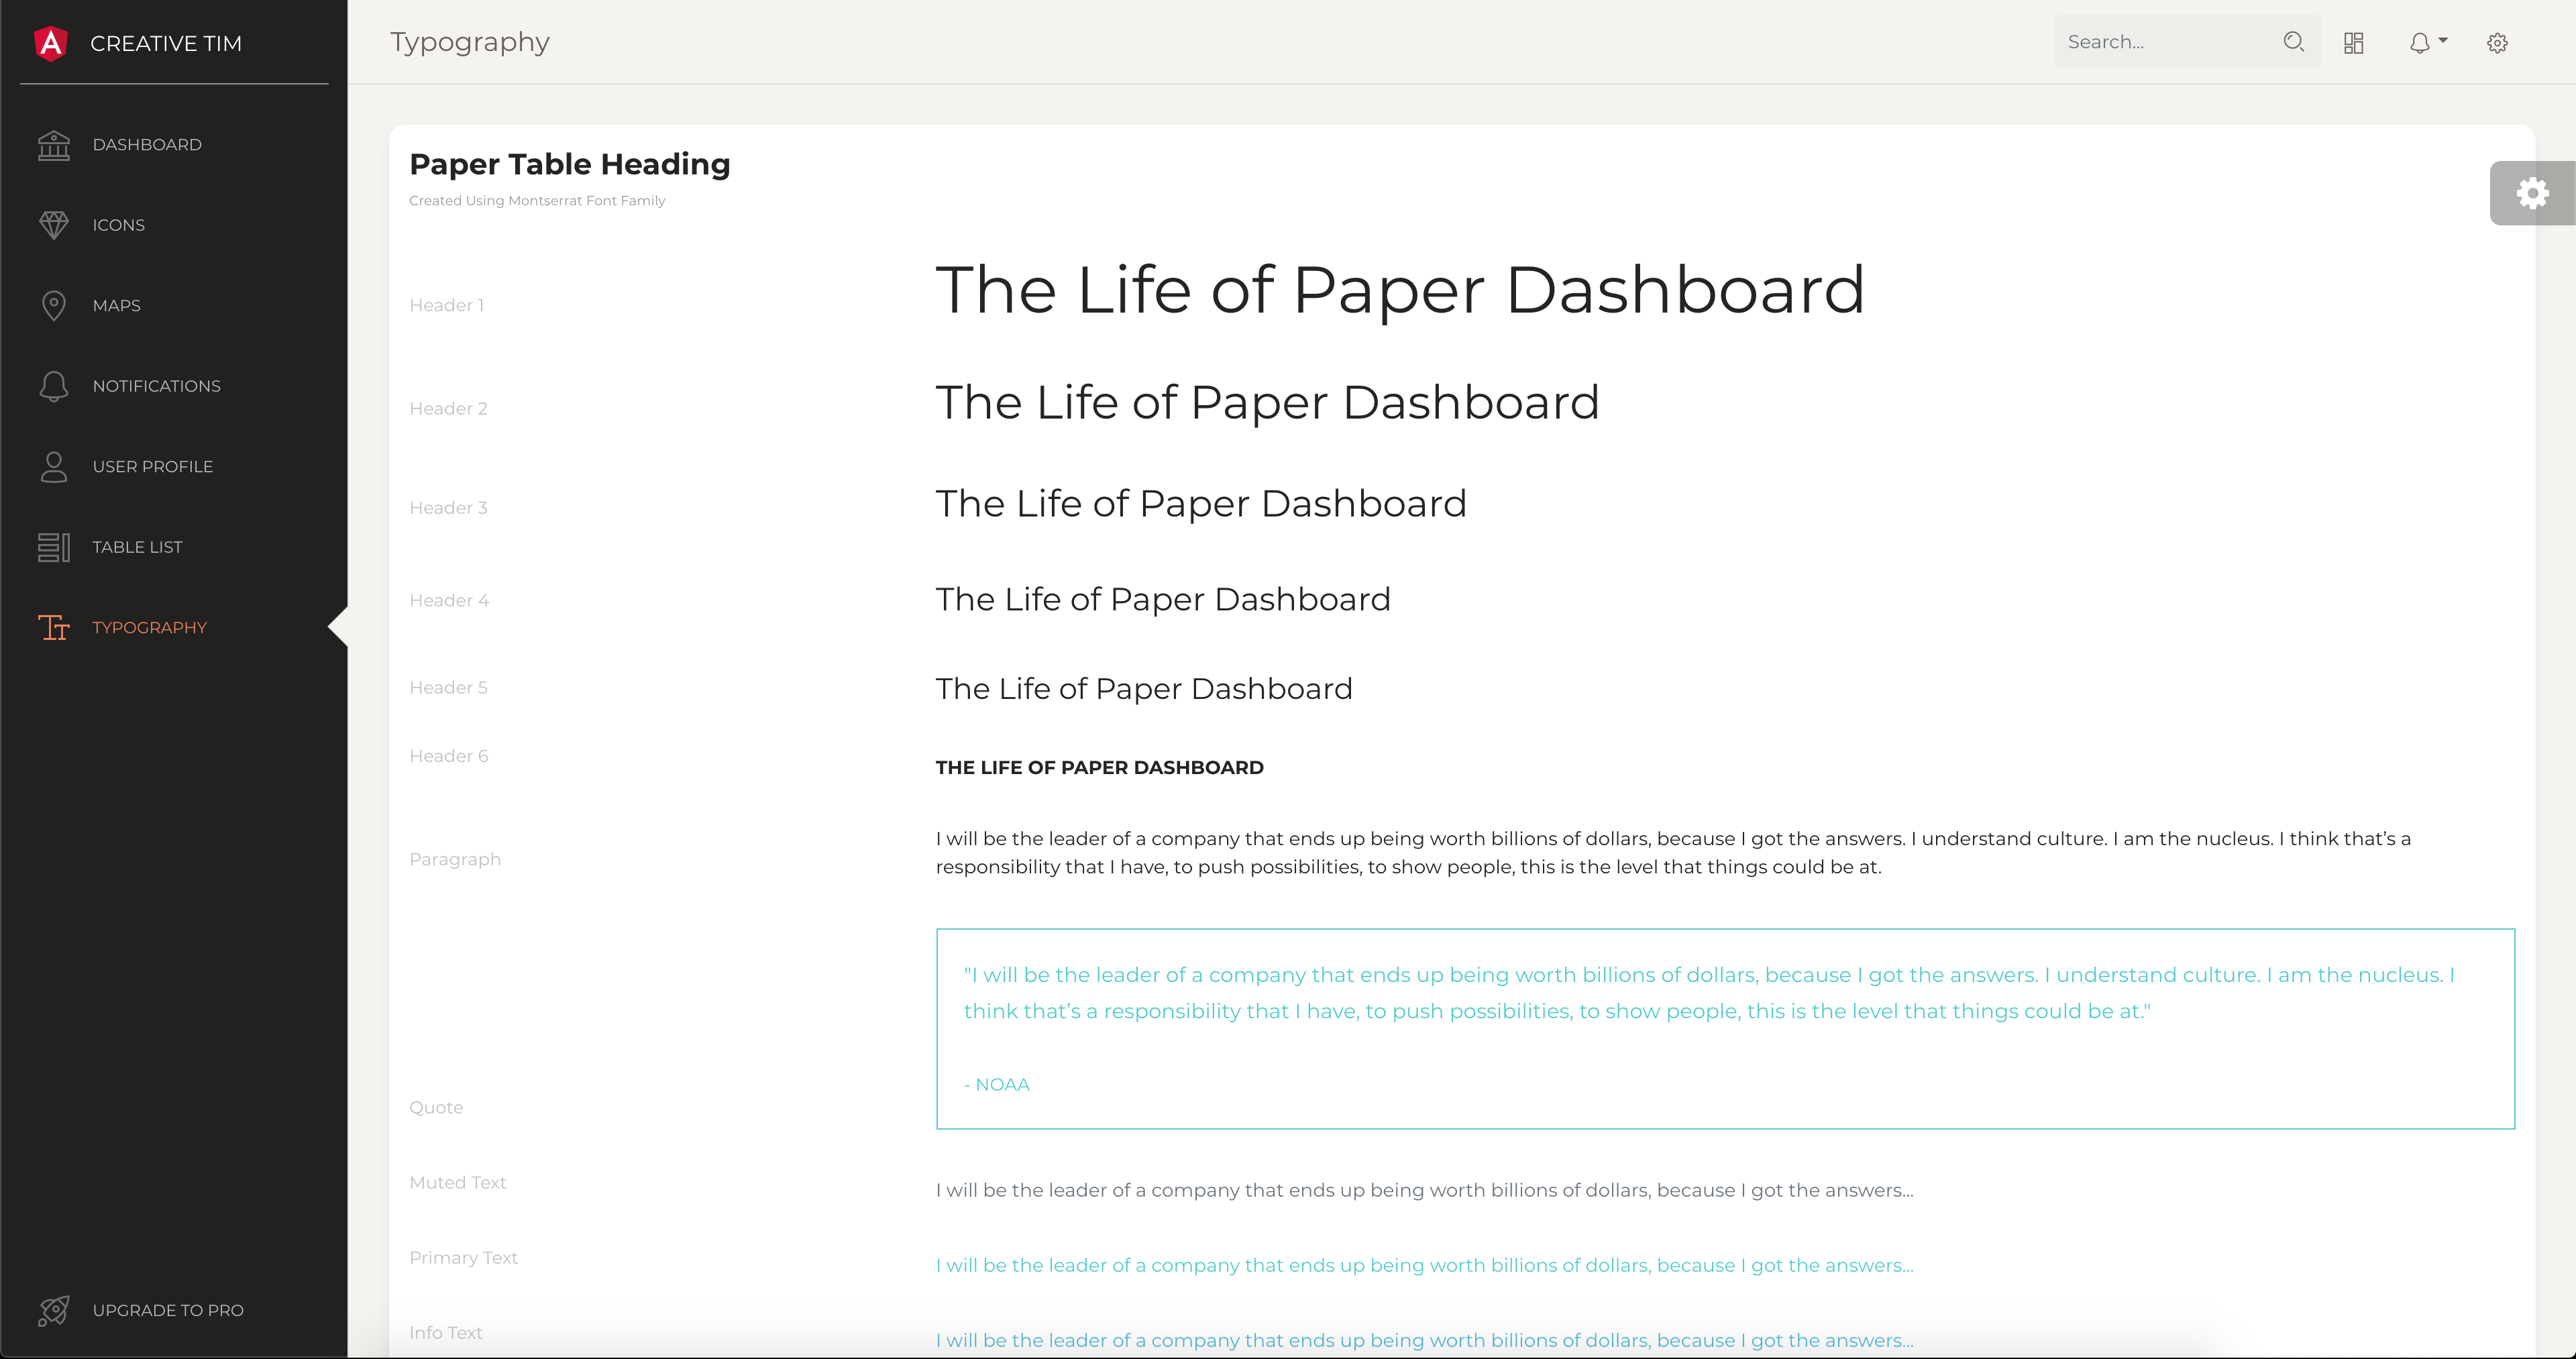 CREATIVE TIM
DASHBOARD
ICONS
MAPS
NOTIFICATIONS
USER PROFILE
TABLE LIST
TYPOGRAPHY
UPGRADE TO PRO
Typography
Search...
Paper Table Heading
Created Using Montserrat Font Family
Header 1
The Life of Paper Dashboard
Header 2
The Life of Paper Dashboard
Header 3
The Life of Paper Dashboard
Header 4
The Life of Paper Dashboard
Header 5
The Life of Paper Dashboard
Header 6
THE LIFE OF PAPER DASHBOARD
Paragraph
I will be the leader of a company that ends up being worth billions of dollars, because I got the answers. I understand culture. I am the nucleus. I think that’s a
responsibility that I have, to push possibilities, to show people, this is the level that things could be at.
Quote
"I will be the leader of a company that ends up being worth billions of dollars, because I got the answers. I understand culture. I am the nucleus. I
think that’s a responsibility that I have, to push possibilities, to show people, this is the level that things could be at."
- NOAA
Muted Text
I will be the leader of a company that ends up being worth billions of dollars, because I got the answers...
Primary Text
I will be the leader of a company that ends up being worth billions of dollars, because I got the answers...
Info Text
I will be the leader of a company that ends up being worth billions of dollars, because I got the answers...